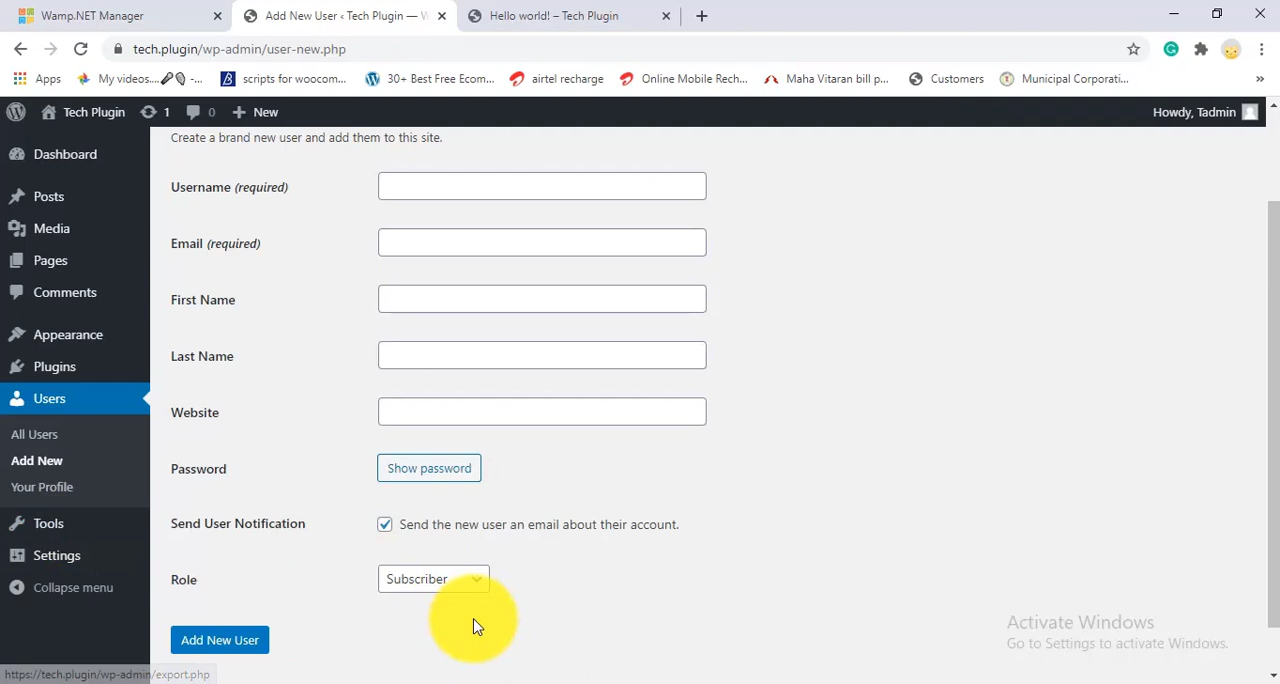 Wamp.NET Manager
Add New User ‹ Tech Plugin — W
Hello world! – Tech Plugin
tech.plugin/wp-admin/user-new.php
Apps
My videos....
scripts for woocom...
30+ Best Free Ecom...
airtel recharge
Online Mobile Rech...
Maha Vitaran bill p...
Customers
Municipal Corporati...
»
Tech Plugin
1
0
New
Howdy, Tadmin
Create a brand new user and add them to this site.
Dashboard
Posts
Media
Pages
Comments
Appearance
Plugins
Users
All Users
Add New
Your Profile
Tools
Settings
Collapse menu
Username (required)
Email (required)
First Name
Last Name
Website
Password
Show password
Send User Notification
Send the new user an email about their account.
Role
Subscriber
Add New User
Activate Windows
Go to Settings to activate Windows.
https://tech.plugin/wp-admin/export.php